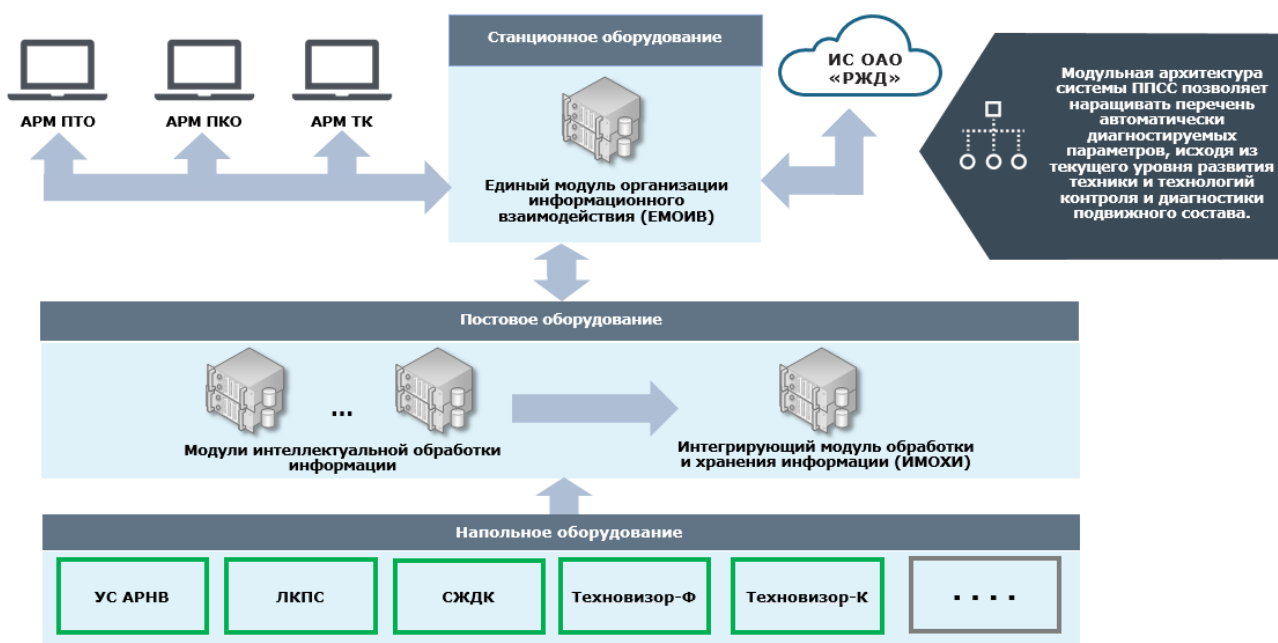 Станционное оборудование
ИС ОАО
«РЖД»
АРМ ПТО
АРМ ПКО
АРМ ТК
Единый модуль организации
информационного
взаимодействия (ЕМОИВ)
Модульная архитектура
системы ППСС позволяет
наращивать перечень
автоматически
диагностируемых
параметров, исходя из
текущего уровня развития
техники и технологий
контроля и диагностики
подвижного состава.
Постовое оборудование
...
Модули интеллектуальной обработки
информации
Интегрирующий модуль обработки
и хранения информации (ИМОХИ)
Напольное оборудование
УС АРНВ
ЛКПС
СЖДК
Техновизор-Ф
Техновизор-К
. . . .